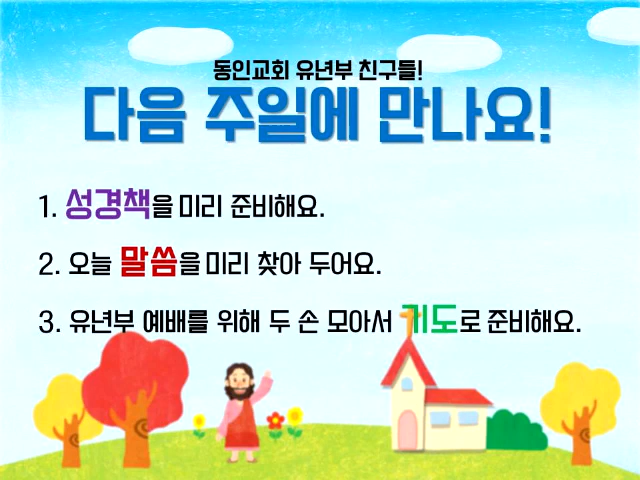 동인교회 유년부 친구들!
다음 주일에 만나요!
1. 성경책을 미리 준비해요.
2. 오늘 말씀을 미리 찾아 두어요.
3. 유년부 예배를 위해 두 손 모아서 기도로 준비해요.